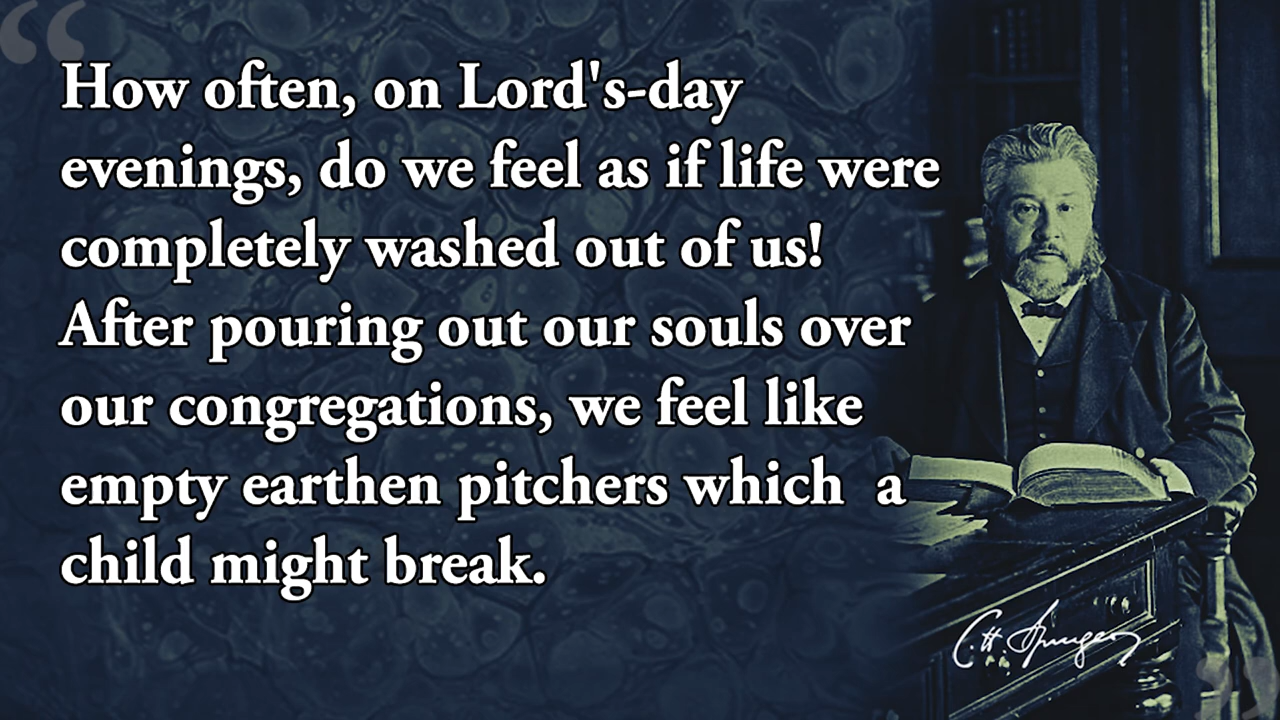 How often, on Lord's-day
evenings, do we feel as if life were
completely washed out of us!
After pouring out our souls over
our congregations, we feel like
empty earthen pitchers which  a
child might break.
C. H. Spurgeon